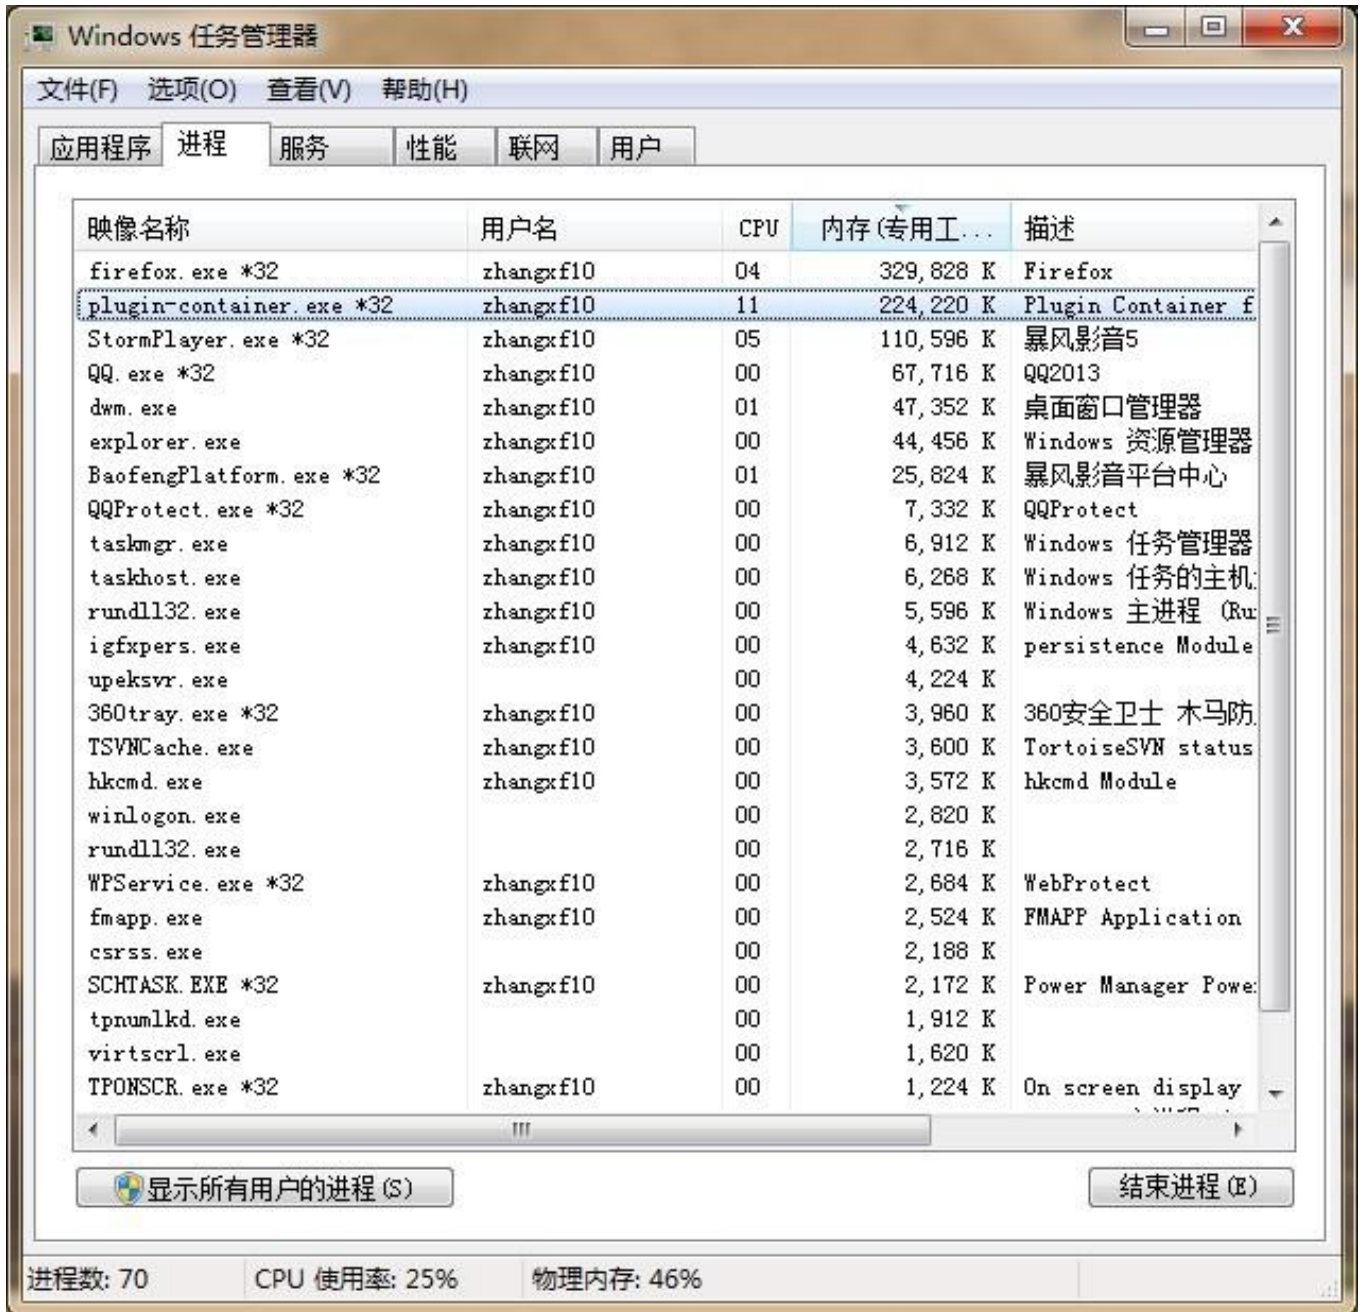 Windows 任务管理器
文件(F) 选项(O) 查看(V) 帮助(H)
应用程序 进程 服务 性能 联网 用户
映像名称 用户名 CPU 内存(专用工... 描述
firefox.exe *32 zhangxf10 04 329,828 K Firefox
plugin-container.exe *32 zhangxf10 11 224,220 K Plugin Container f
StormPlayer.exe *32 zhangxf10 05 110,596 K 暴风影音5
QQ.exe *32 zhangxf10 00 67,716 K QQ2013
dwm.exe zhangxf10 01 47,352 K 桌面窗口管理器
explorer.exe zhangxf10 00 44,456 K Windows 资源管理器
BaofengPlatform.exe *32 zhangxf10 01 25,824 K 暴风影音平台中心
QQProtect.exe *32 zhangxf10 00 7,332 K QQProtect
taskmgr.exe zhangxf10 00 6,912 K Windows 任务管理器
taskhost.exe zhangxf10 00 6,268 K Windows 任务的主机
rundll32.exe zhangxf10 00 5,596 K Windows 主进程 (Ru
igfxpers.exe zhangxf10 00 4,632 K persistence Module
upeksvr.exe 00 4,224 K
360tray.exe *32 zhangxf10 00 3,960 K 360安全卫士 木马防
TSVNCache.exe zhangxf10 00 3,600 K TortoiseSVN status
hkcmd.exe zhangxf10 00 3,572 K hkcmd Module
winlogon.exe 00 2,820 K
rundll32.exe 00 2,716 K
WPService.exe *32 zhangxf10 00 2,684 K WebProtect
fmapp.exe zhangxf10 00 2,524 K FMAPP Application
csrss.exe 00 2,188 K
SCHTASK.EXE *32 zhangxf10 00 2,172 K Power Manager Powe
tpnumlkd.exe 00 1,912 K
virtscrl.exe 00 1,620 K
TPONSCR.exe *32 zhangxf10 00 1,224 K On screen display
显示所有用户的进程(S) 结束进程(E)
进程数: 70 CPU 使用率: 25% 物理内存: 46%